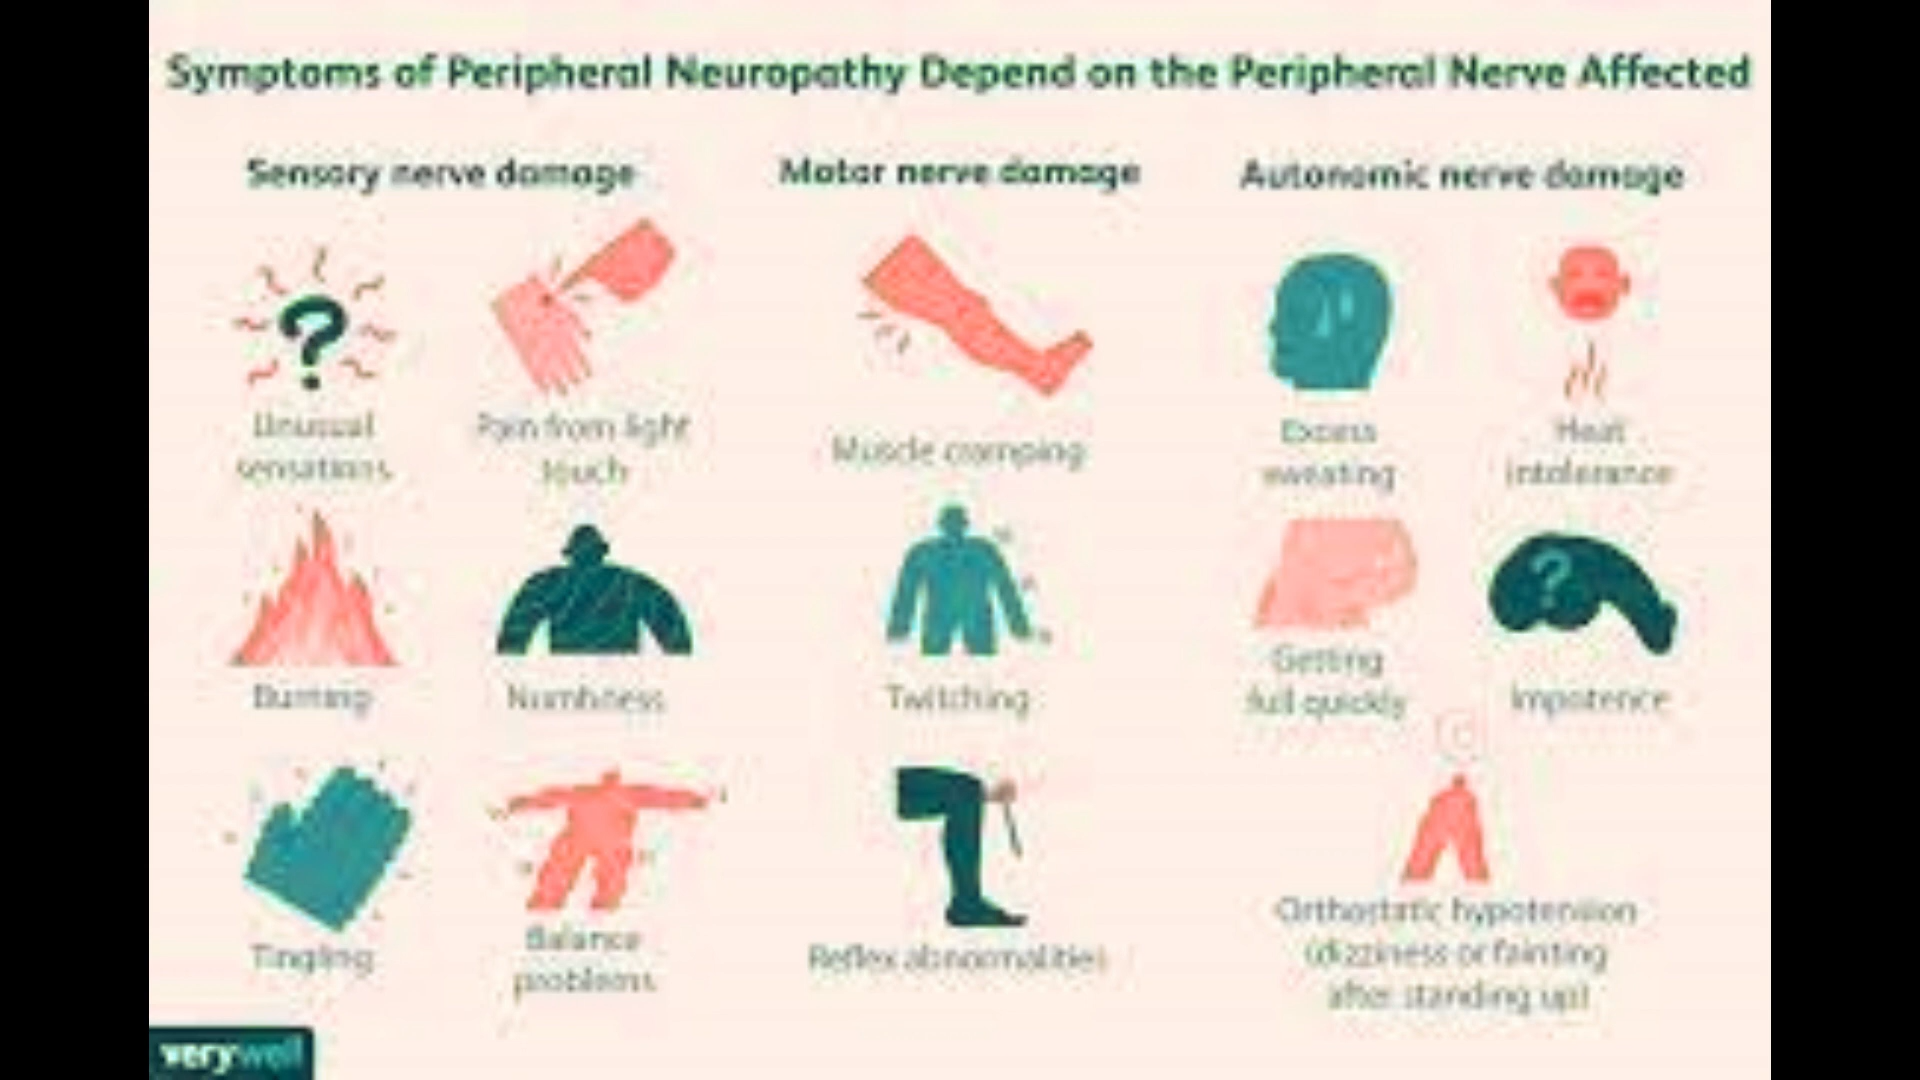 Symptoms of Peripheral Neuropathy Depend on the Peripheral Nerve Affected
Sensory nerve damage
Unusual
sensations
Pain from light
touch
Burning
Numbness
Tingling
Balance
problems
Motor nerve damage
Muscle cramping
Twitching
Reflex abnormalities
Autonomic nerve damage
Excess
sweating
Heat
intolerance
Getting
full quickly
Impotence
Orthostatic hypotension
(dizziness or fainting
after standing up)
verywell